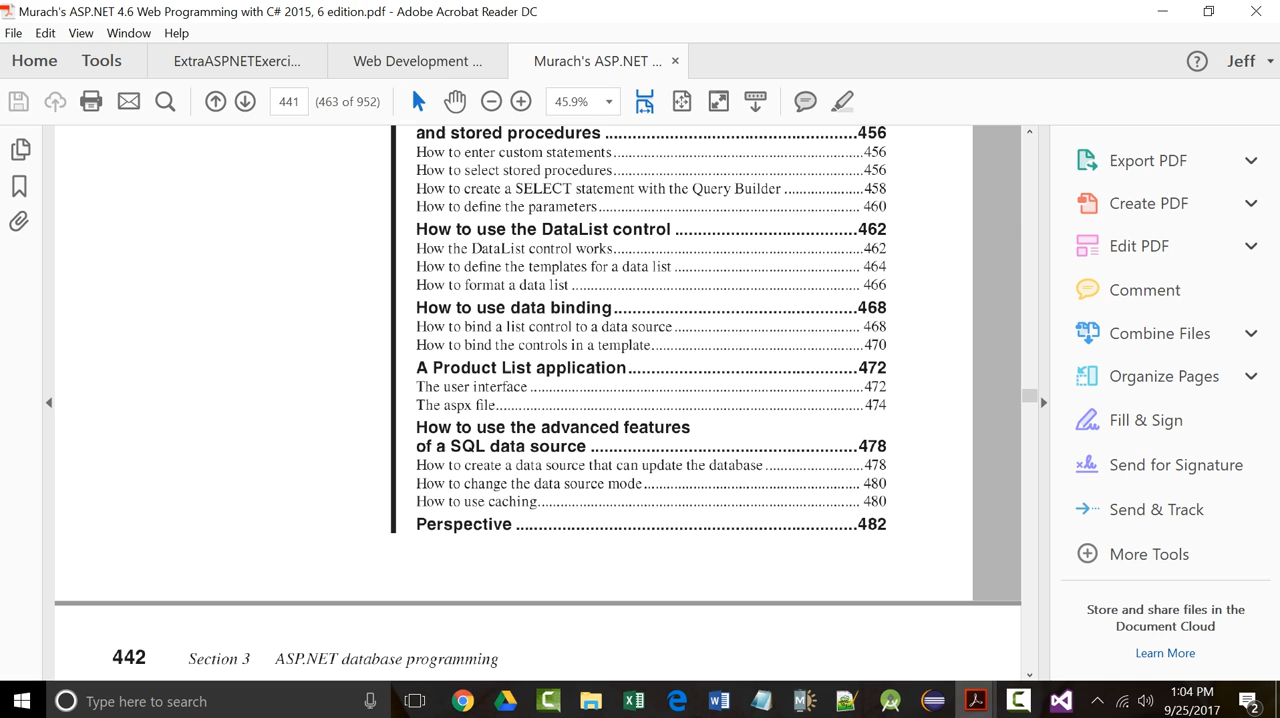 Murach's ASP.NET 4.6 Web Programming with C# 2015, 6 edition.pdf - Adobe Acrobat Reader DC
File Edit View Window Help
Home Tools ExtraASPNETExerci... Web Development ... Murach's ASP.NET ... × Jeff
441 (463 of 952) 45.9%
and stored procedures ........................................................456
How to enter custom statements..................................................................456
How to select stored procedures..................................................................456
How to create a SELECT statement with the Query Builder .....................458
How to define the parameters...................................................................... 460
How to use the DataList control .........................................462
How the DataList control works..................................................................462
How to define the templates for a data list ................................................. 464
How to format a data list ............................................................................ 466
How to use data binding.......................................................468
How to bind a list control to a data source................................................. 468
How to bind the controls in a template.......................................................470
A Product List application...................................................472
The user interface .......................................................................................472
The aspx file................................................................................................474
How to use the advanced features
of a SQL data source ...........................................................478
How to create a data source that can update the database..........................478
How to change the data source mode.......................................................... 480
How to use caching...................................................................................... 480
Perspective ............................................................................482
442 Section 3 ASP.NET database programming
Export PDF
Create PDF
Edit PDF
Comment
Combine Files
Organize Pages
Fill & Sign
Send for Signature
Send & Track
More Tools
Store and share files in the
Document Cloud
Learn More
Type here to search
1:04 PM
9/25/2017
2